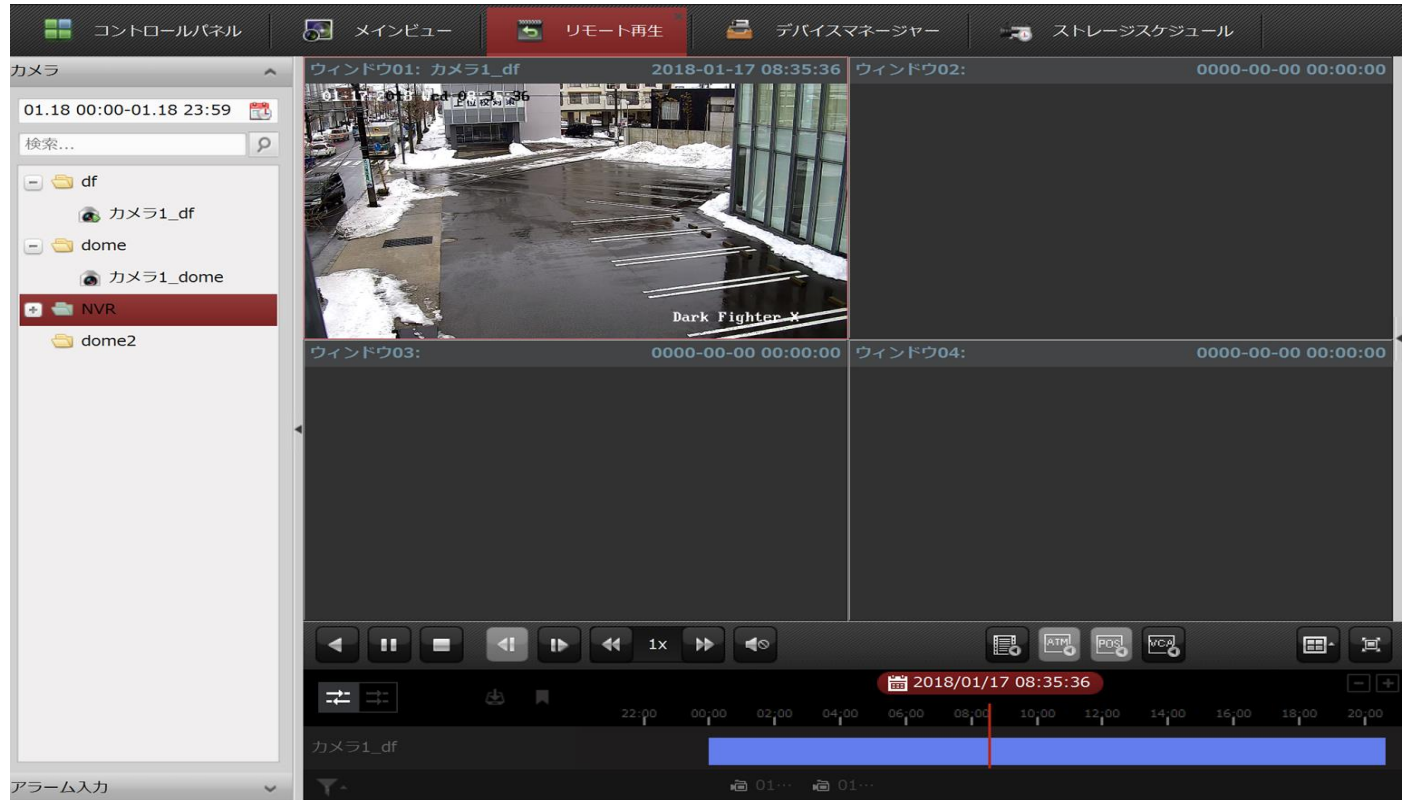 コントロールパネル
メインビュー
リモート再生
デバイスマネージャー
ストレージスケジュール
カメラ
01.18 00:00-01.18 23:59
検索...
df
カメラ1_df
dome
カメラ1_dome
NVR
dome2
アラーム入力
ウィンドウ01: カメラ1_df 2018-01-17 08:35:36
Dark Fighter X
ウィンドウ02: 0000-00-00 00:00:00
ウィンドウ03: 0000-00-00 00:00:00
ウィンドウ04: 0000-00-00 00:00:00
1x
ATM
POS
VCA
2018/01/17 08:35:36
22:00 00:00 02:00 04:00 06:00 08:00 10:00 12:00 14:00 16:00 18:00 20:00
カメラ1_df
01… 01…